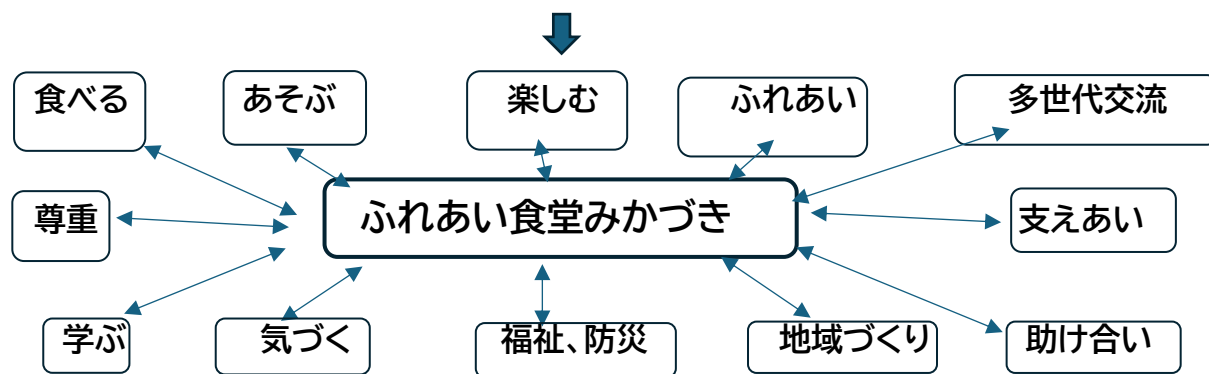 食べる
あそぶ
楽しむ
ふれあい
多世代交流
尊重
ふれあい食堂みかづき
支えあい
学ぶ
気づく
福祉、防災
地域づくり
助け合い